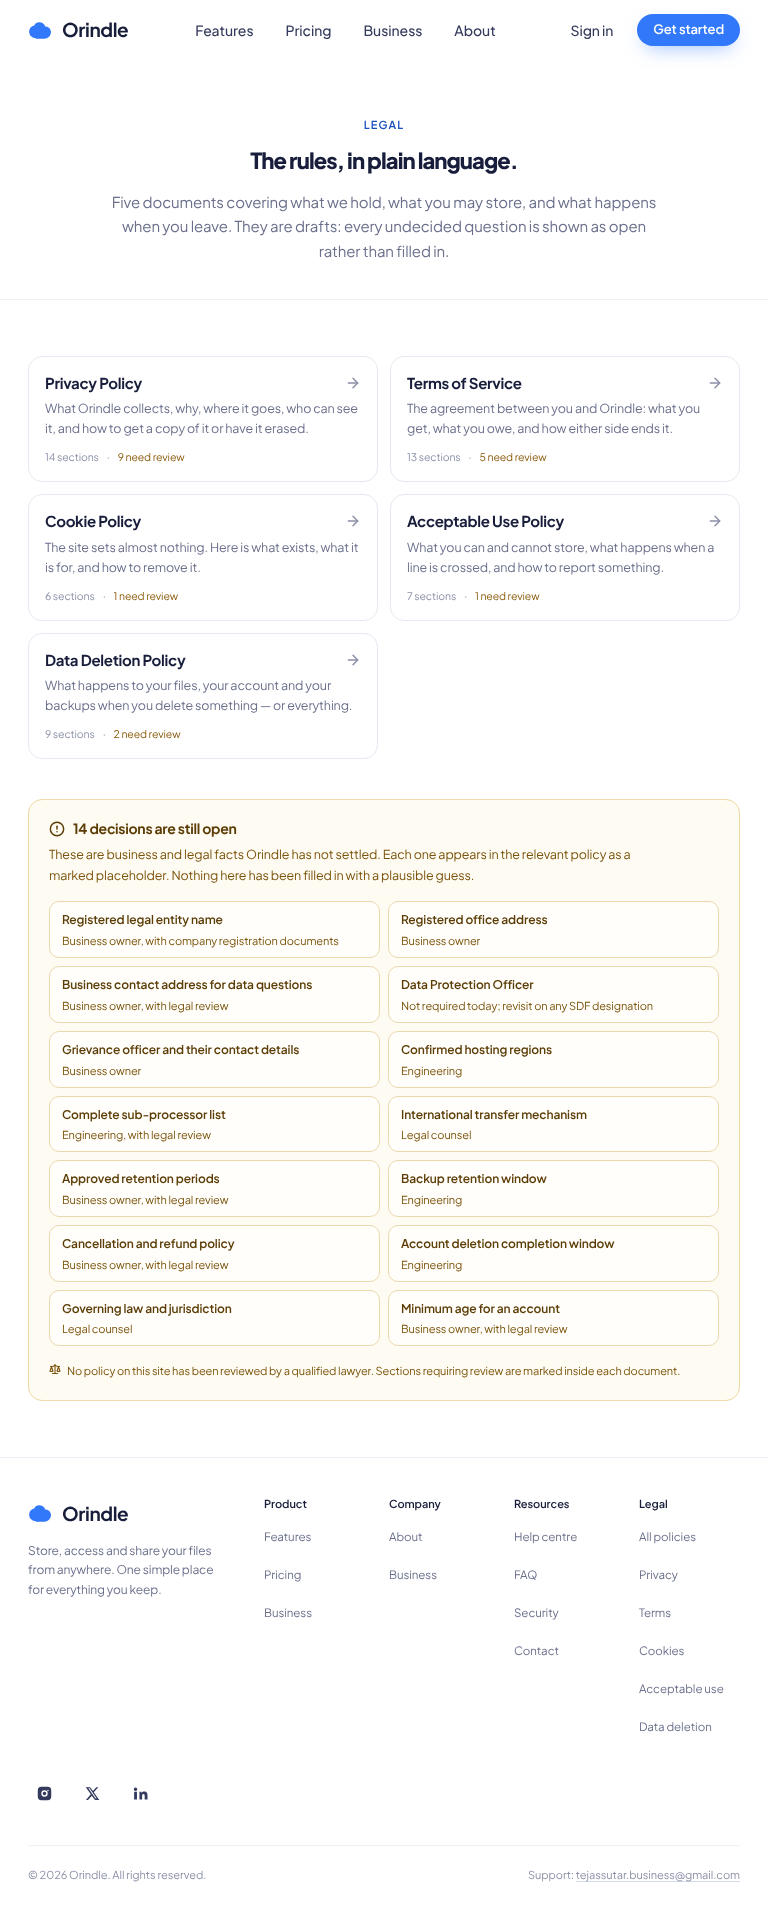 Orindle
Features
Pricing
Business
About
Sign in
Get started
LEGAL
The rules, in plain language.
Five documents covering what we hold, what you may store, and what happens
when you leave. They are drafts: every undecided question is shown as open
rather than filled in.
Privacy Policy
What Orindle collects, why, where it goes, who can see
it, and how to get a copy of it or have it erased.
14 sections · 9 need review
Terms of Service
The agreement between you and Orindle: what you
get, what you owe, and how either side ends it.
13 sections · 5 need review
Cookie Policy
The site sets almost nothing. Here is what exists, what it
is for, and how to remove it.
6 sections · 1 need review
Acceptable Use Policy
What you can and cannot store, what happens when a
line is crossed, and how to report something.
7 sections · 1 need review
Data Deletion Policy
What happens to your files, your account and your
backups when you delete something — or everything.
9 sections · 2 need review
14 decisions are still open
These are business and legal facts Orindle has not settled. Each one appears in the relevant policy as a
marked placeholder. Nothing here has been filled in with a plausible guess.
Registered legal entity name
Business owner, with company registration documents
Registered office address
Business owner
Business contact address for data questions
Business owner, with legal review
Data Protection Officer
Not required today; revisit on any SDF designation
Grievance officer and their contact details
Business owner
Confirmed hosting regions
Engineering
Complete sub-processor list
Engineering, with legal review
International transfer mechanism
Legal counsel
Approved retention periods
Business owner, with legal review
Backup retention window
Engineering
Cancellation and refund policy
Business owner, with legal review
Account deletion completion window
Engineering
Governing law and jurisdiction
Legal counsel
Minimum age for an account
Business owner, with legal review
No policy on this site has been reviewed by a qualified lawyer. Sections requiring review are marked inside each document.
Orindle
Store, access and share your files
from anywhere. One simple place
for everything you keep.
Product
Features
Pricing
Business
Company
About
Business
Resources
Help centre
FAQ
Security
Contact
Legal
All policies
Privacy
Terms
Cookies
Acceptable use
Data deletion
© 2026 Orindle. All rights reserved.
Support: tejassutar.business@gmail.com